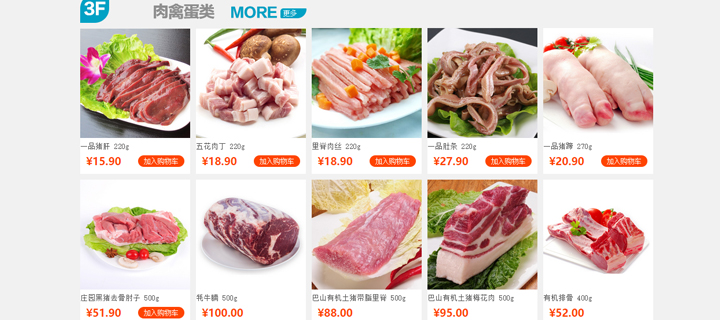 3F 肉禽蛋类 MORE 更多
一品猪肝 220g
五花肉丁 220g
里脊肉丝 220g
一品肚条 220g
一品猪蹄 270g
¥15.90 加入购物车
¥18.90 加入购物车
¥18.90 加入购物车
¥27.90 加入购物车
¥20.90 加入购物车
庄园黑猪去骨肘子 500g
牦牛腱 500g
巴山有机土猪带脂里脊 500g
巴山有机土猪梅花肉 500g
有机排骨 400g
¥51.90 加入购物车
¥100.00
¥88.00
¥95.00
¥52.00